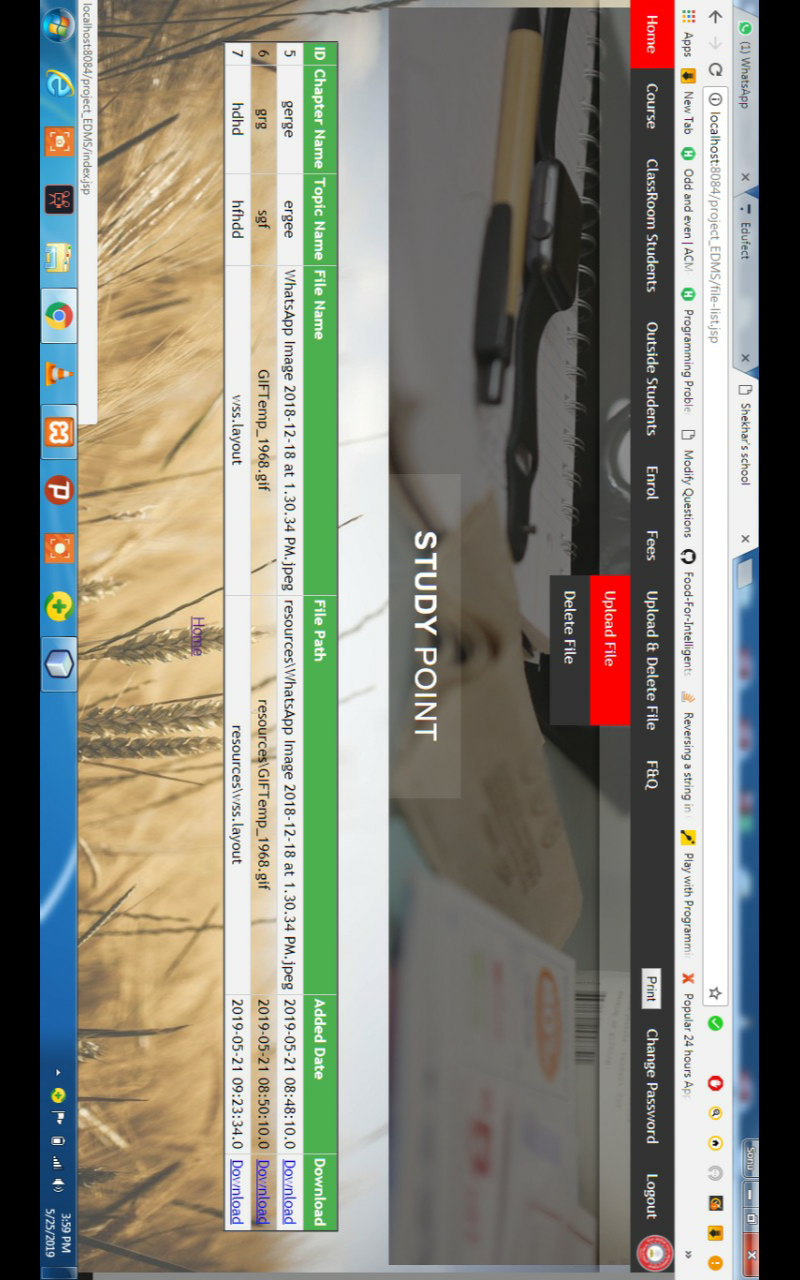 (1) WhatsApp
Edufect
Shekhar's school
Sonu
localhost:8084/project_EDMS/file-list.jsp
Apps New Tab Odd and even | ACM Programming Proble Modify Questions Food-For-Intelligents Reversing a string in Play with Programmi Popular 24 hours Ap »
Home Course ClassRoom Students Outside Students Enrol Fees Upload & Delete File F&Q Print Change Password Logout
Upload File
Delete File
STUDY POINT
ID Chapter Name Topic Name File Name File Path Added Date Download
5 gerge ergee WhatsApp Image 2018-12-18 at 1.30.34 PM.jpeg resources\WhatsApp Image 2018-12-18 at 1.30.34 PM.jpeg 2019-05-21 08:48:10.0 Download
6 grg sgf GIFTemp_1968.gif resources\GIFTemp_1968.gif 2019-05-21 08:50:10.0 Download
7 hdhd hfhdd v/ss.layout resources\v/ss.layout 2019-05-21 09:23:34.0 Download
Home
localhost:8084/project_EDMS/index.jsp
3:59 PM
5/25/2019